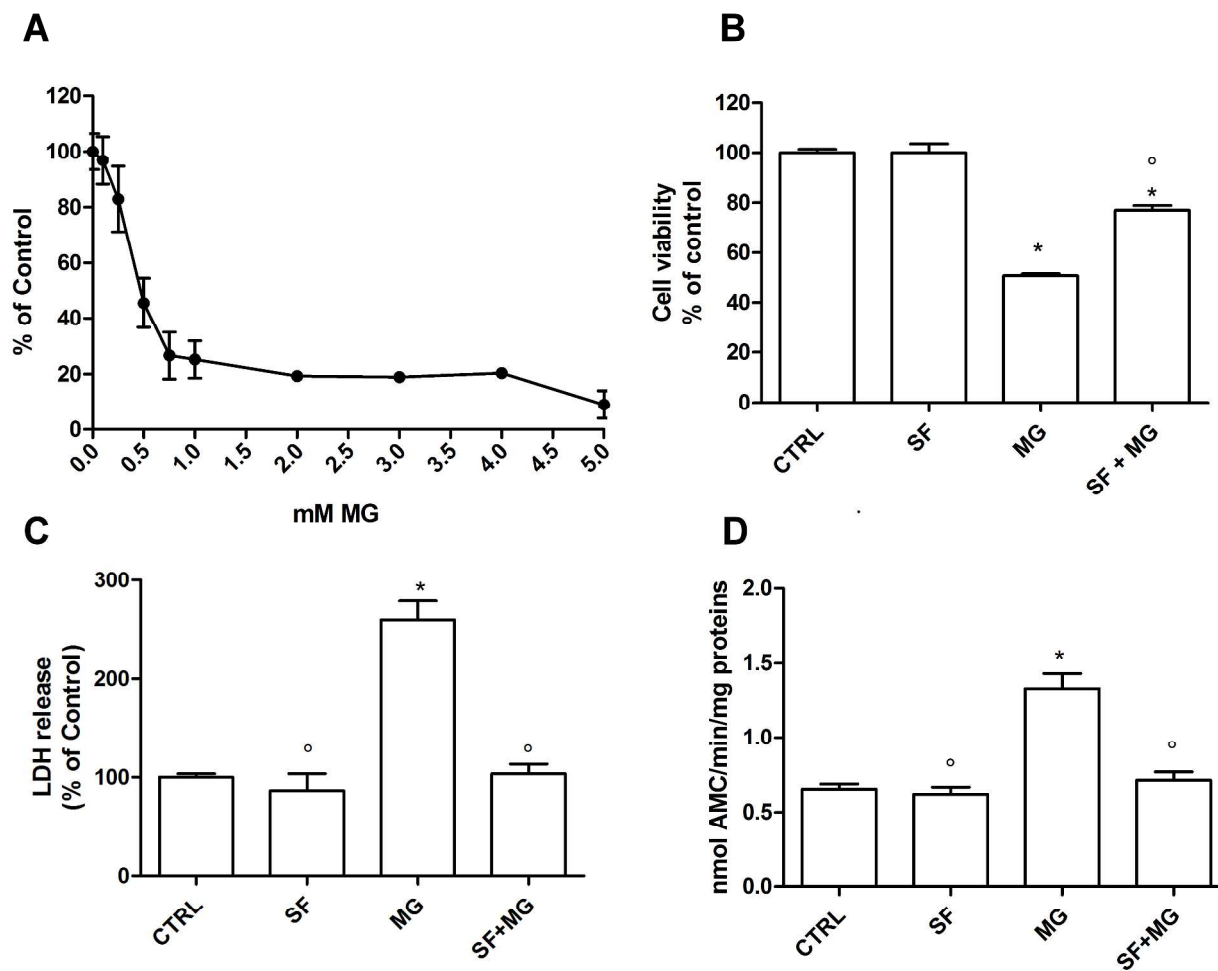 A
% of Control
120
100
80
60
40
20
0
0.0 0.5 1.0 1.5 2.0 2.5 3.0 3.5 4.0 4.5 5.0
mM MG
B
Cell viability
% of control
120
100
80
60
40
20
0
*
°
*
CTRL SF MG SF + MG
.
C
LDH release
(% of Control)
300
200
100
0
°
*
°
CTRL SF MG SF+MG
D
nmol AMC/min/mg proteins
2.0
1.5
1.0
0.5
0.0
°
*
°
CTRL SF MG SF+MG